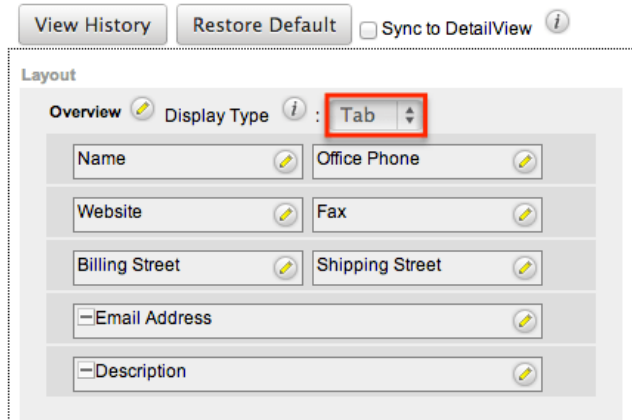 View History Restore Default Sync to DetailView i
Layout
Overview Display Type i : Tab
Name Office Phone
Website Fax
Billing Street Shipping Street
Email Address
Description